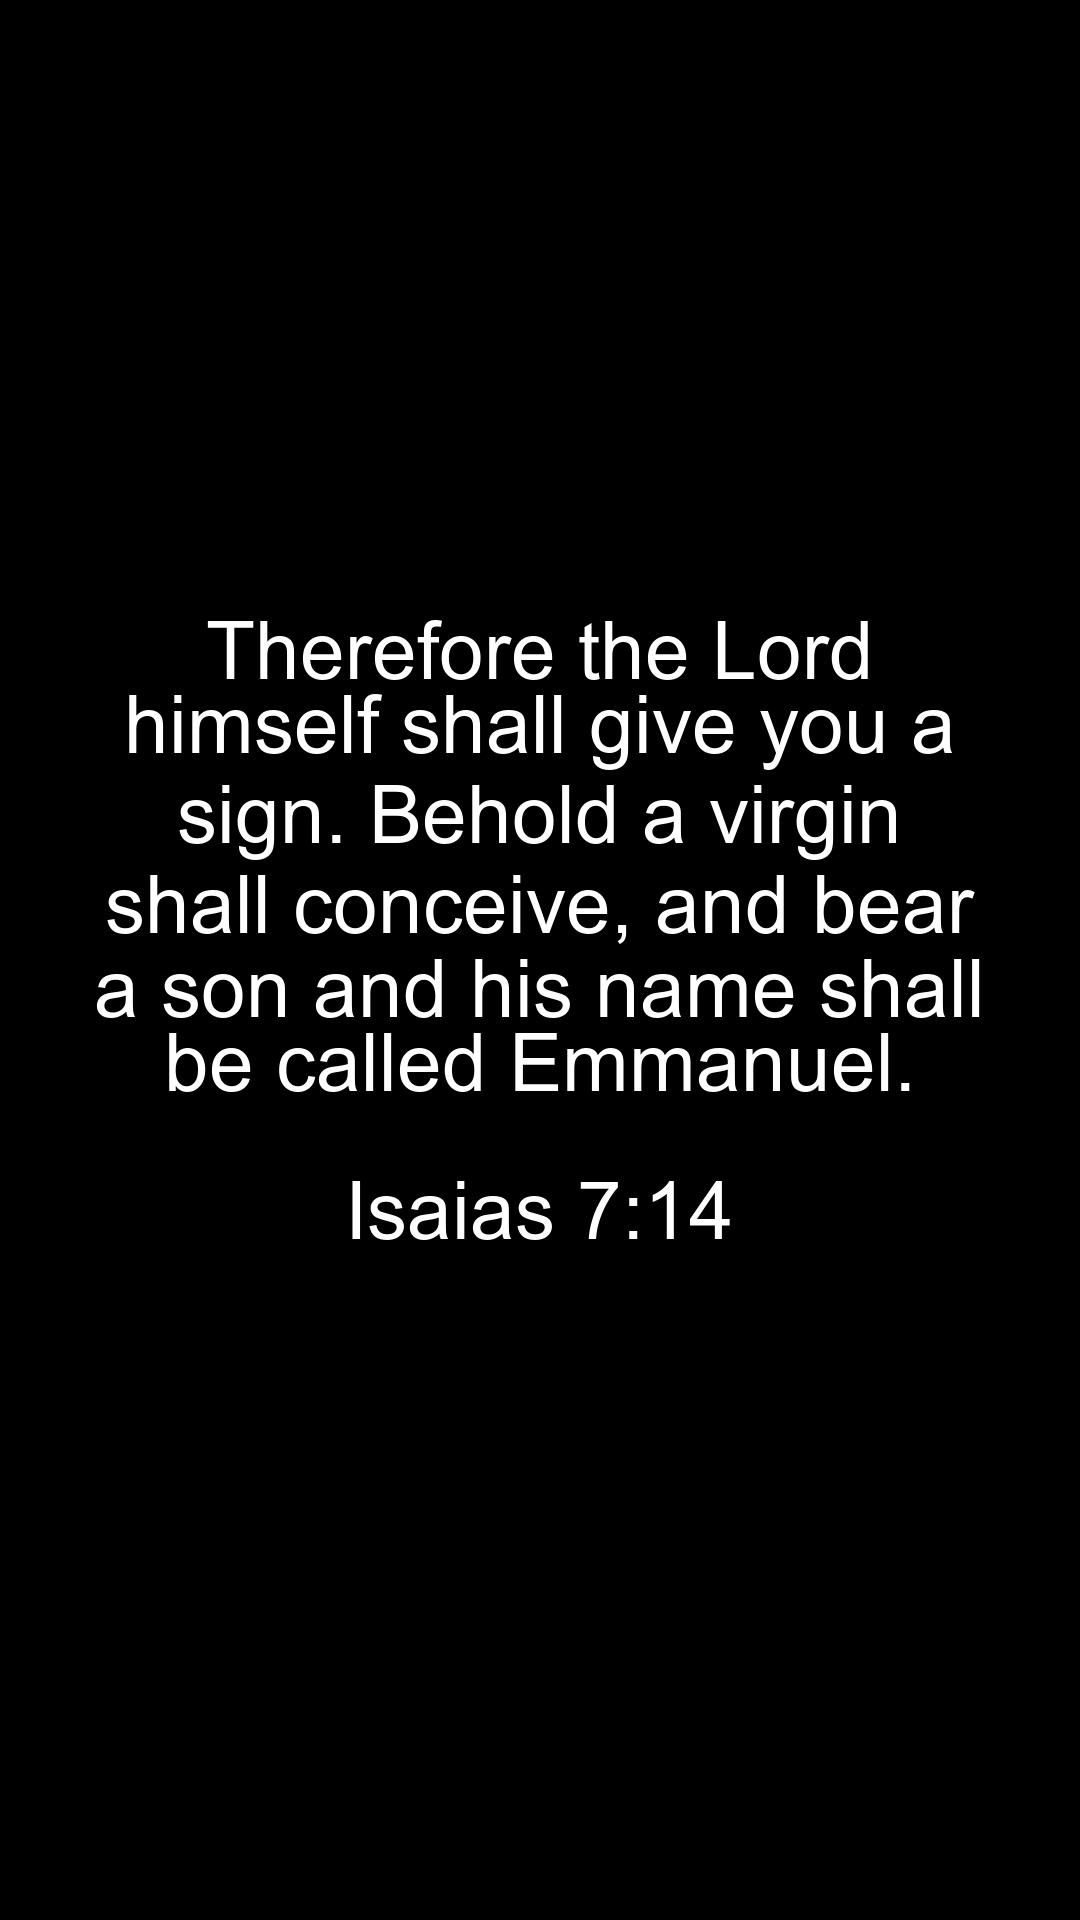 Therefore the Lord
himself shall give you a
sign. Behold a virgin
shall conceive, and bear
a son and his name shall
be called Emmanuel.
Isaias 7:14